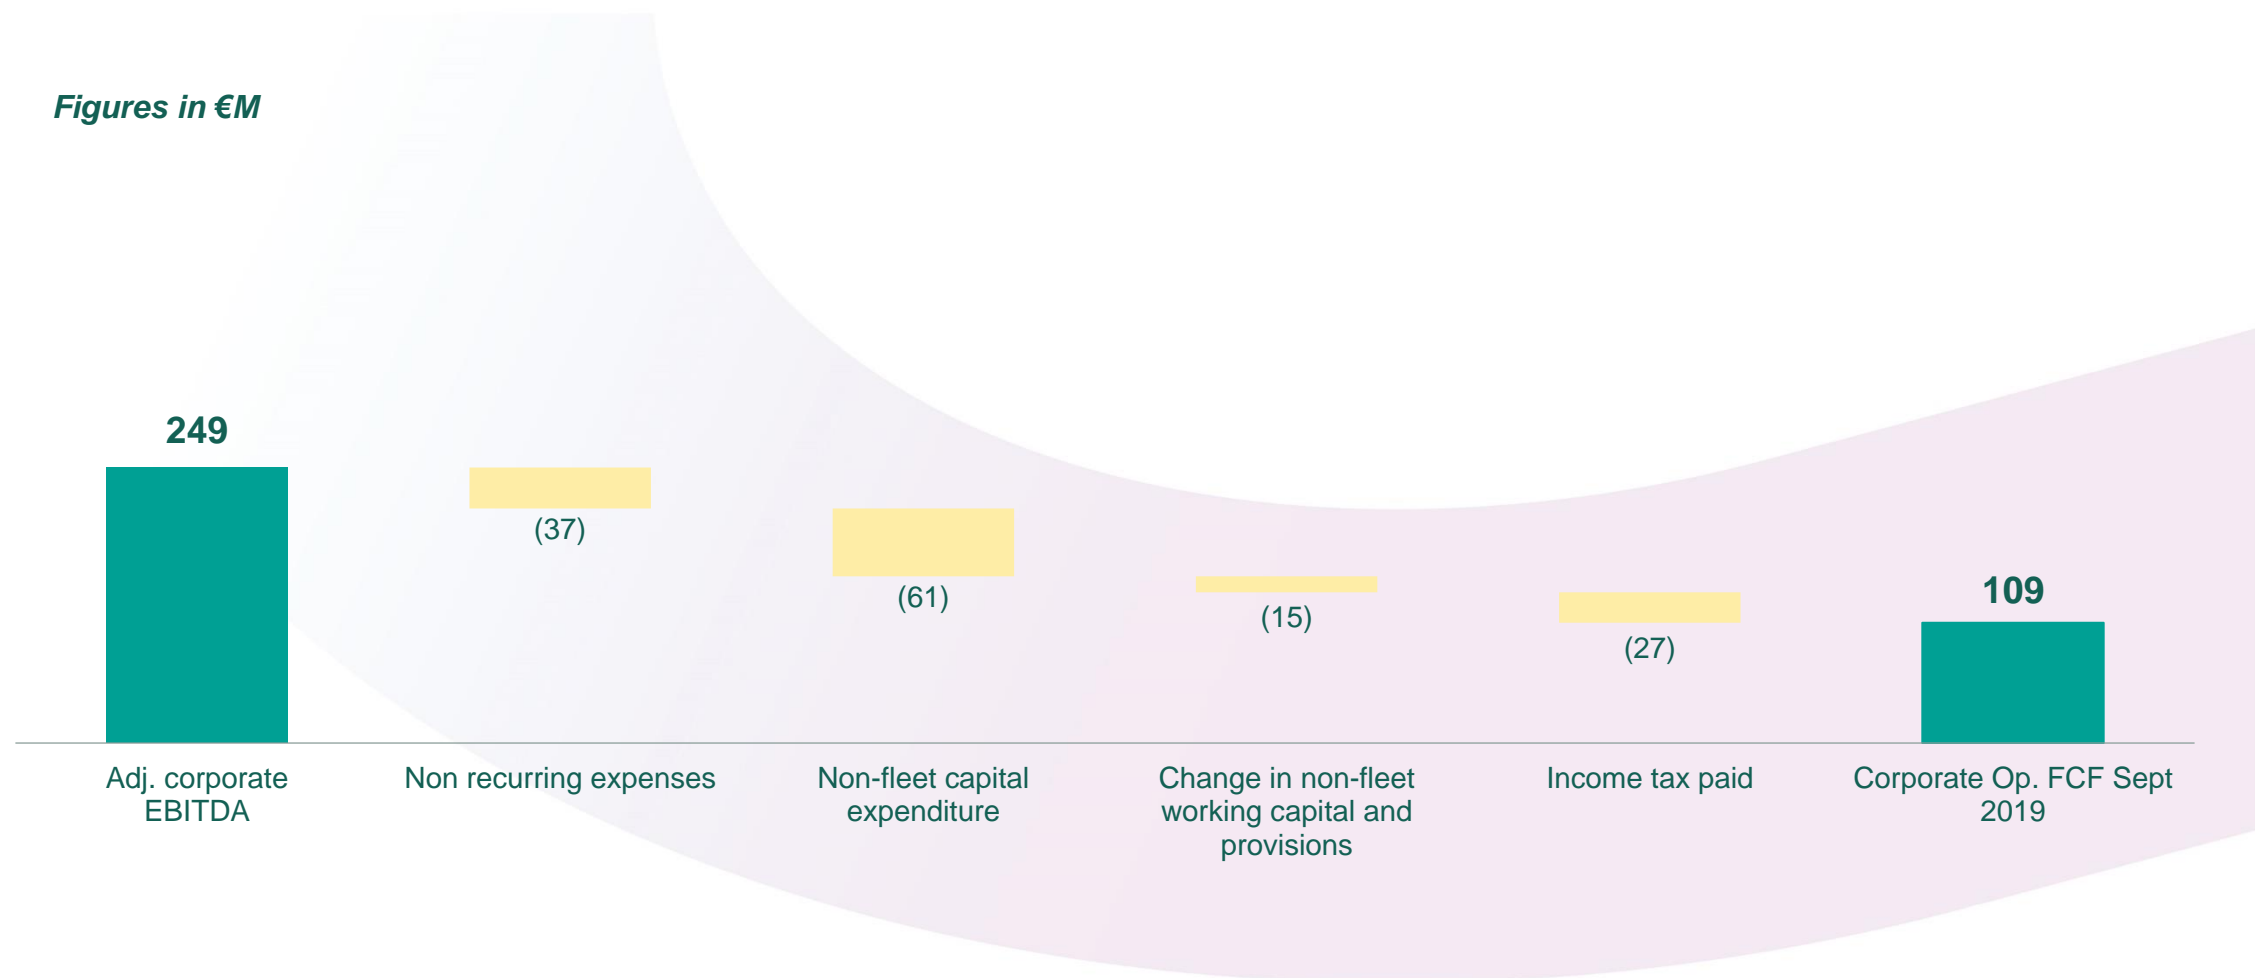 Figures in €M
249
(37)
(61)
(15)
(27)
109
Adj. corporate
EBITDA
Non recurring expenses
Non-fleet capital
expenditure
Change in non-fleet
working capital and
provisions
Income tax paid
Corporate Op. FCF Sept
2019